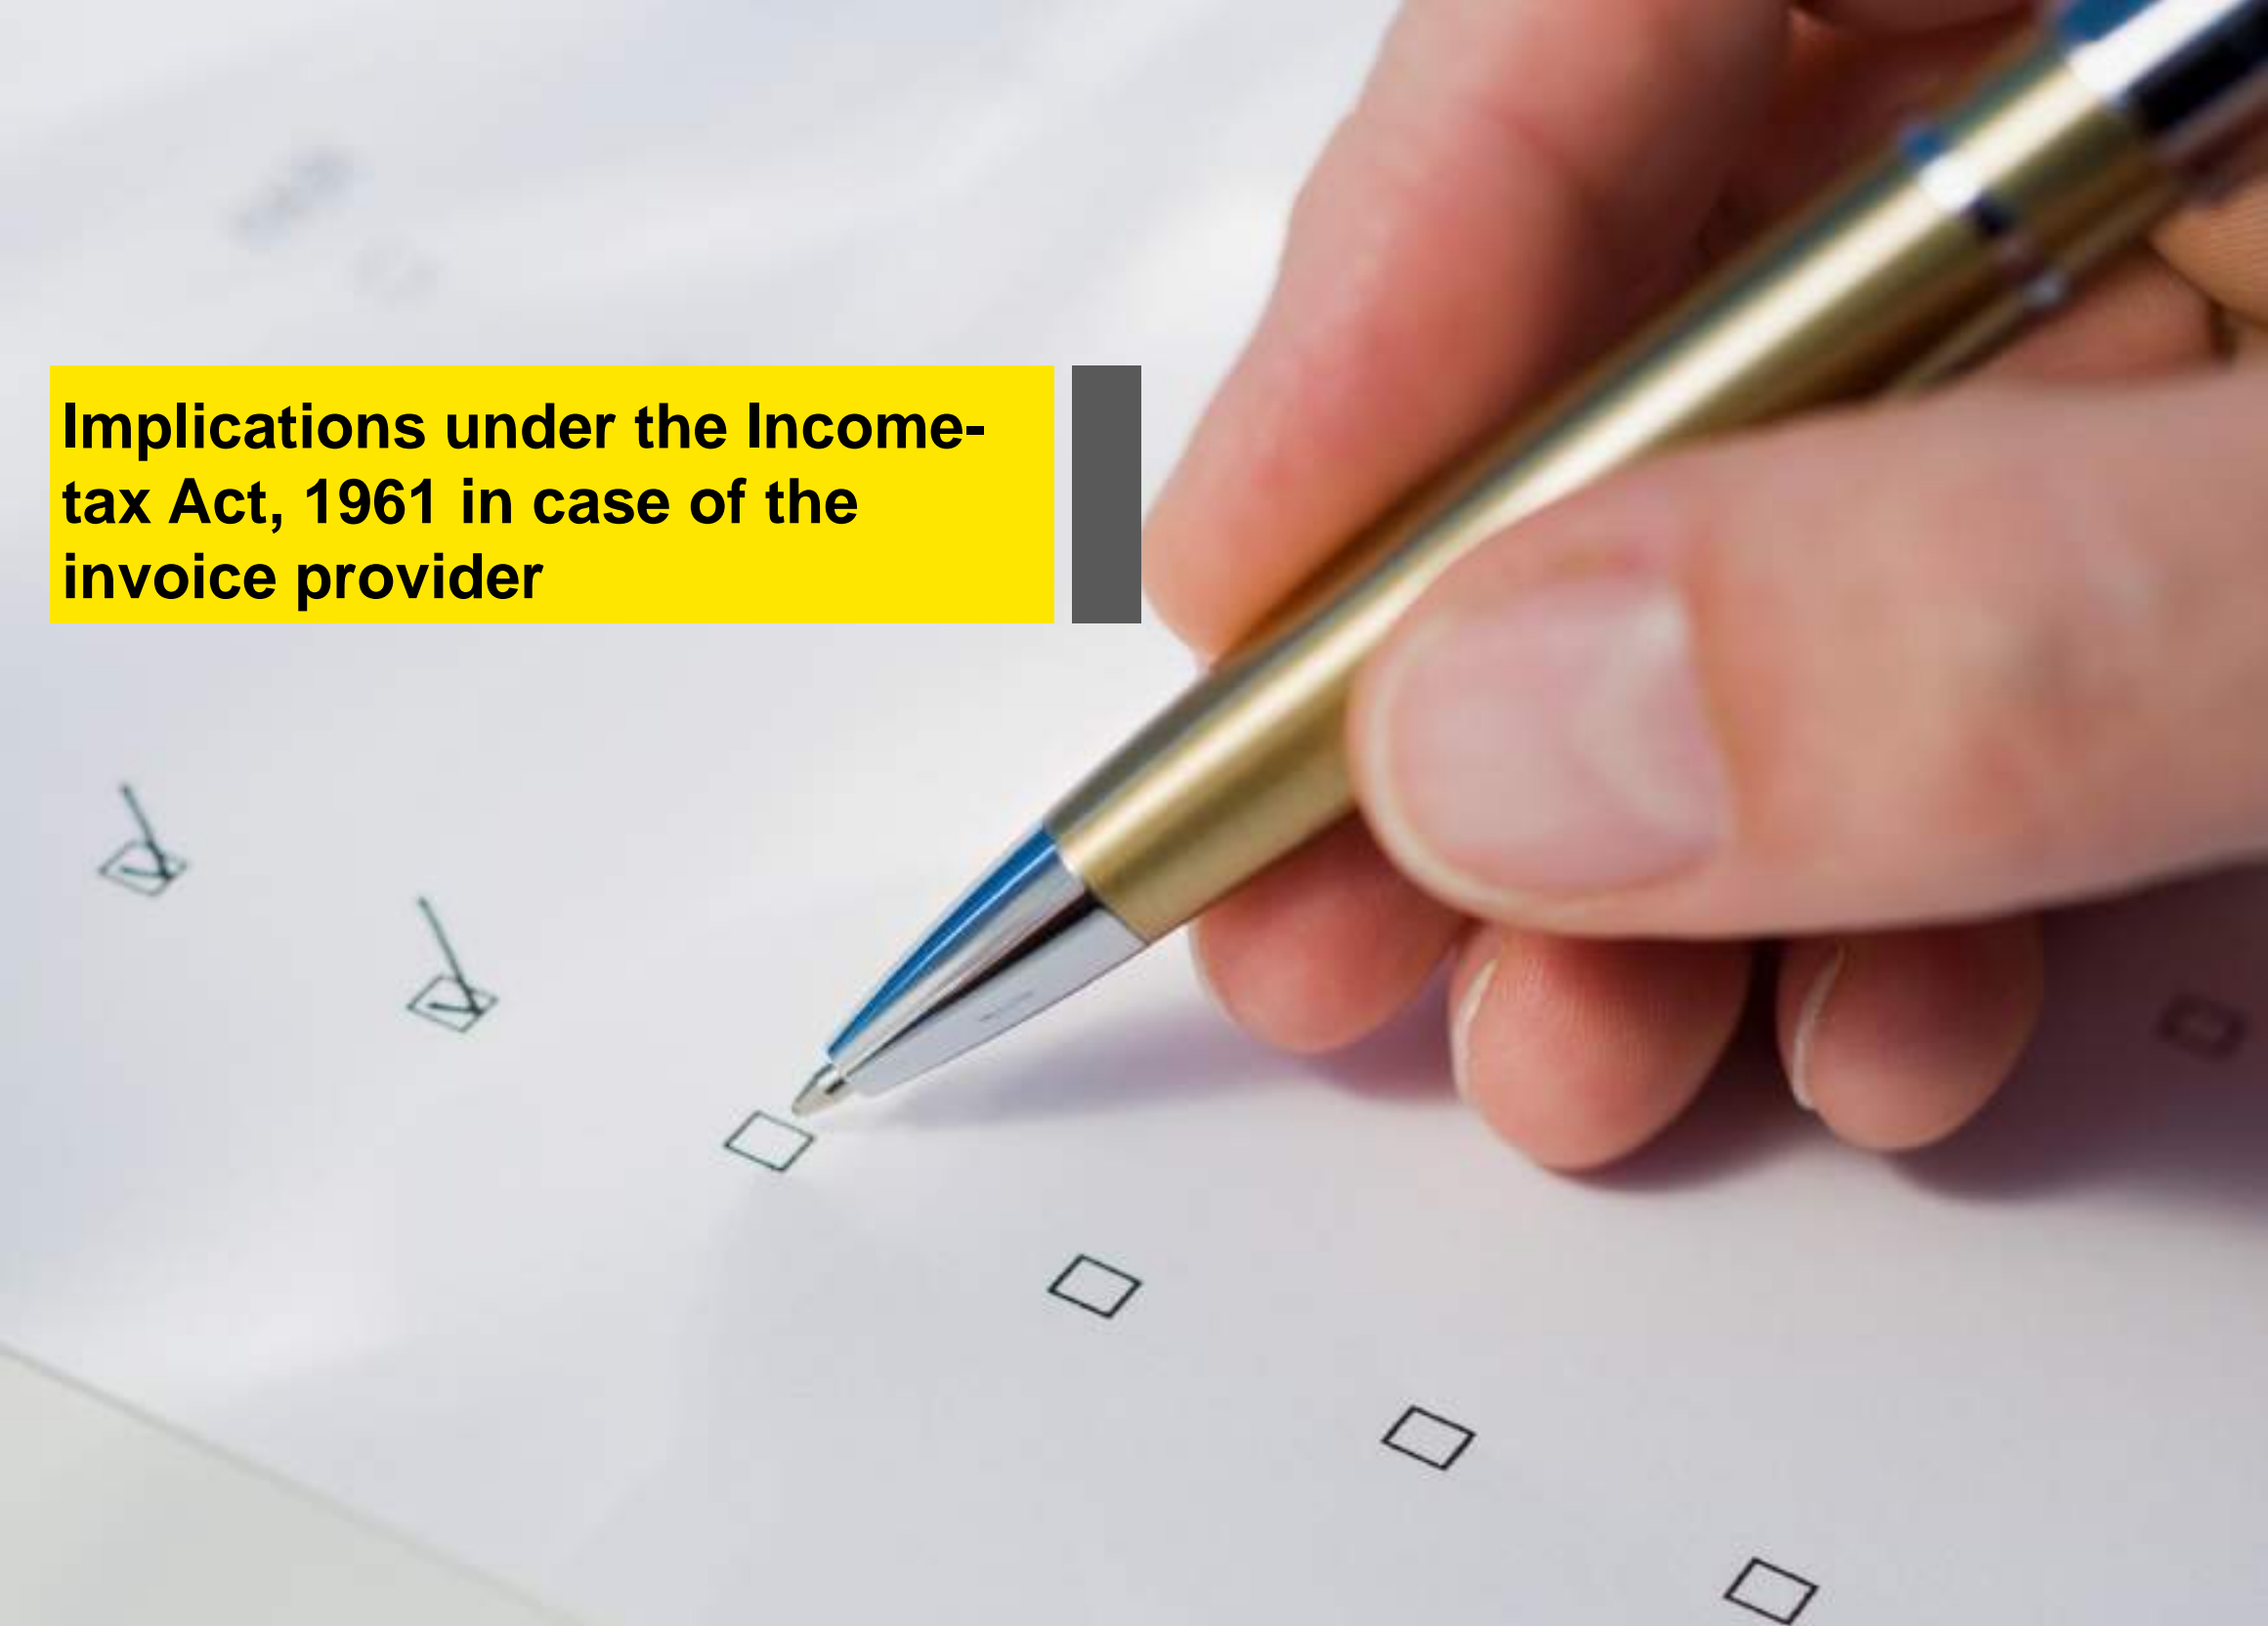 Implications under the Income-
tax Act, 1961 in case of the
invoice provider